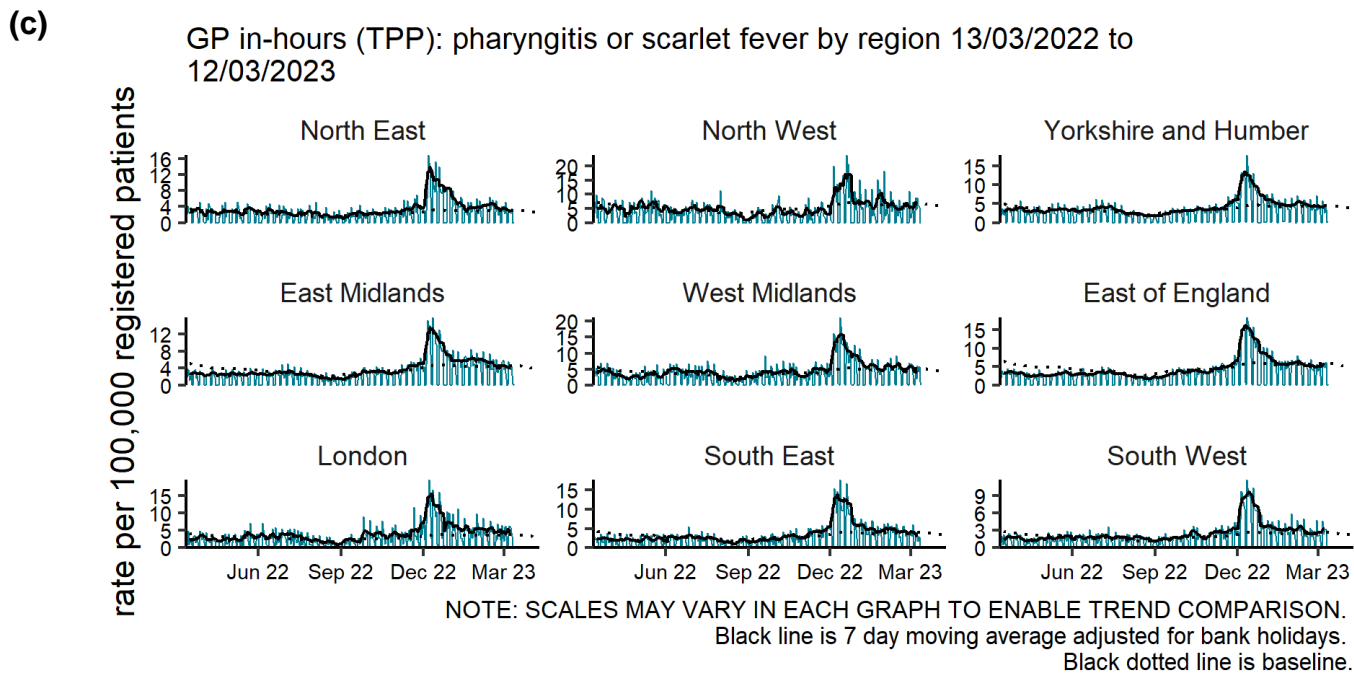 (c)
GP in-hours (TPP): pharyngitis or scarlet fever by region 13/03/2022 to
12/03/2023
rate per 100,000 registered patients
North East
16
12
8
4
0
North West
20
15
10
5
0
Yorkshire and Humber
15
10
5
0
East Midlands
12
8
4
0
West Midlands
20
15
10
5
0
East of England
15
10
5
0
London
15
10
5
0
Jun 22 Sep 22 Dec 22 Mar 23
South East
15
10
5
0
Jun 22 Sep 22 Dec 22 Mar 23
South West
9
6
3
0
Jun 22 Sep 22 Dec 22 Mar 23
NOTE: SCALES MAY VARY IN EACH GRAPH TO ENABLE TREND COMPARISON.
Black line is 7 day moving average adjusted for bank holidays.
Black dotted line is baseline.